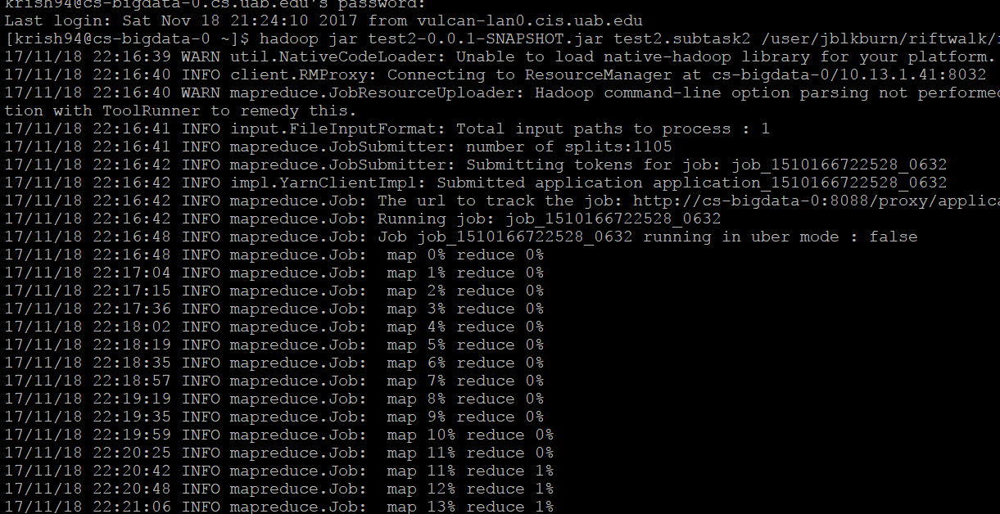 krish94@cs-bigdata-0.cs.uab.edu's password:
Last login: Sat Nov 18 21:24:10 2017 from vulcan-lan0.cis.uab.edu
[krish94@cs-bigdata-0 ~]$ hadoop jar test2-0.0.1-SNAPSHOT.jar test2.subtask2 /user/jblkburn/riftwalk/
17/11/18 22:16:39 WARN util.NativeCodeLoader: Unable to load native-hadoop library for your platform.
17/11/18 22:16:40 INFO client.RMProxy: Connecting to ResourceManager at cs-bigdata-0/10.13.1.41:8032
17/11/18 22:16:40 WARN mapreduce.JobResourceUploader: Hadoop command-line option parsing not performed
tion with ToolRunner to remedy this.
17/11/18 22:16:41 INFO input.FileInputFormat: Total input paths to process : 1
17/11/18 22:16:41 INFO mapreduce.JobSubmitter: number of splits:1105
17/11/18 22:16:42 INFO mapreduce.JobSubmitter: Submitting tokens for job: job_1510166722528_0632
17/11/18 22:16:42 INFO impl.YarnClientImpl: Submitted application application_1510166722528_0632
17/11/18 22:16:42 INFO mapreduce.Job: The url to track the job: http://cs-bigdata-0:8088/proxy/applica
17/11/18 22:16:42 INFO mapreduce.Job: Running job: job_1510166722528_0632
17/11/18 22:16:48 INFO mapreduce.Job: Job job_1510166722528_0632 running in uber mode : false
17/11/18 22:16:48 INFO mapreduce.Job:  map 0% reduce 0%
17/11/18 22:17:04 INFO mapreduce.Job:  map 1% reduce 0%
17/11/18 22:17:15 INFO mapreduce.Job:  map 2% reduce 0%
17/11/18 22:17:36 INFO mapreduce.Job:  map 3% reduce 0%
17/11/18 22:18:02 INFO mapreduce.Job:  map 4% reduce 0%
17/11/18 22:18:19 INFO mapreduce.Job:  map 5% reduce 0%
17/11/18 22:18:35 INFO mapreduce.Job:  map 6% reduce 0%
17/11/18 22:18:57 INFO mapreduce.Job:  map 7% reduce 0%
17/11/18 22:19:19 INFO mapreduce.Job:  map 8% reduce 0%
17/11/18 22:19:35 INFO mapreduce.Job:  map 9% reduce 0%
17/11/18 22:19:59 INFO mapreduce.Job:  map 10% reduce 0%
17/11/18 22:20:25 INFO mapreduce.Job:  map 11% reduce 0%
17/11/18 22:20:42 INFO mapreduce.Job:  map 11% reduce 1%
17/11/18 22:20:48 INFO mapreduce.Job:  map 12% reduce 1%
17/11/18 22:21:06 INFO mapreduce.Job:  map 13% reduce 1%